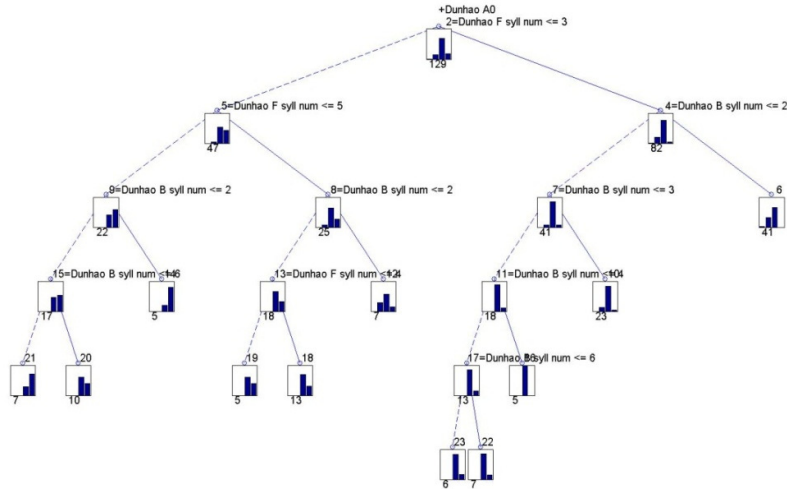 +Dunhao A0
2=Dunhao F syll num <= 3
129
5=Dunhao F syll num <= 5
4=Dunhao B syll num <= 2
47
82
9=Dunhao B syll num <= 2
8=Dunhao B syll num <= 2
7=Dunhao B syll num <= 3
6
22
25
41
41
15=Dunhao B syll num <=
13=Dunhao F syll num <=
11=Dunhao B syll num <=
17
5
18
7
18
23
21
20
19
18
17=Dunhao B syll num <= 6
7
10
5
13
13
5
23
22
6
7